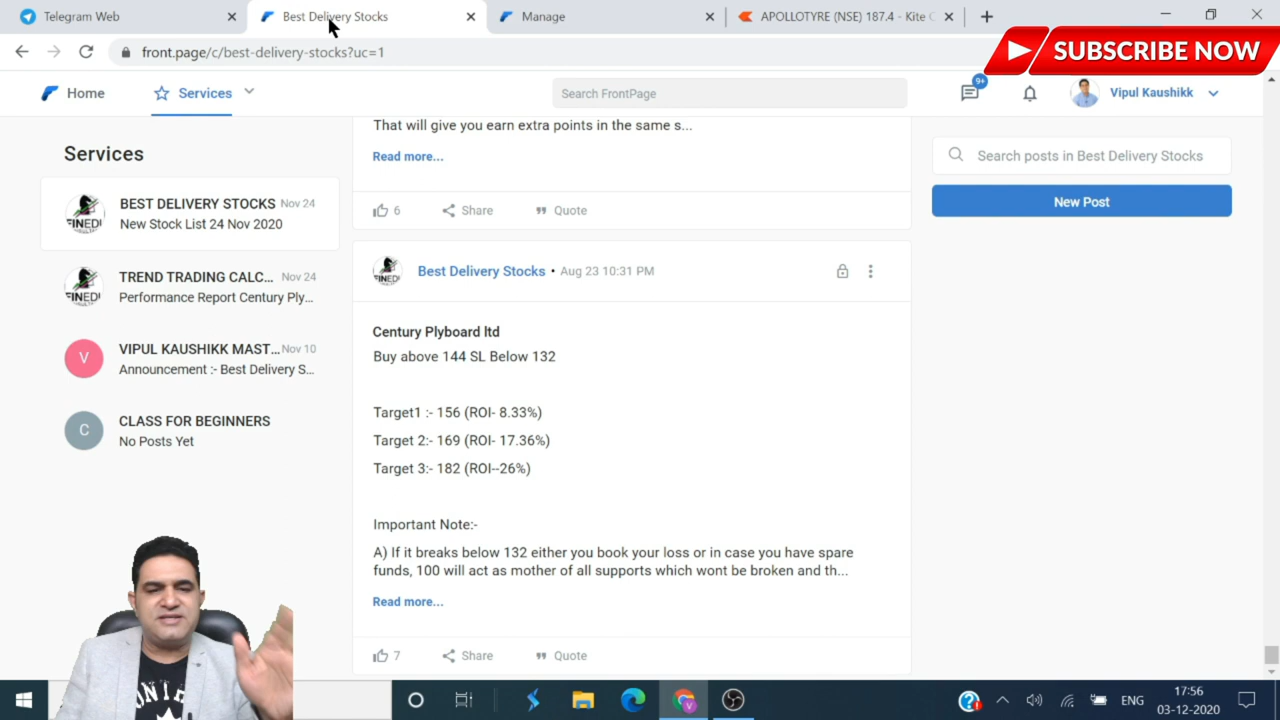 Telegram Web
Best Delivery Stocks
Manage
APOLLOTYRE (NSE) 187.4 - Kite
front.page/c/best-delivery-stocks?uc=1
SUBSCRIBE NOW
Home
Services
Search FrontPage
9+
Vipul Kaushikk
Services
BEST DELIVERY STOCKS Nov 24
New Stock List 24 Nov 2020
TREND TRADING CALC... Nov 24
Performance Report Century Ply...
V
VIPUL KAUSHIKK MAST... Nov 10
Announcement :- Best Delivery S...
C
CLASS FOR BEGINNERS
No Posts Yet
That will give you earn extra points in the same s...
Read more...
6
Share
Quote
Best Delivery Stocks • Aug 23 10:31 PM
Century Plyboard ltd
Buy above 144 SL Below 132
Target1 :- 156 (ROI- 8.33%)
Target 2:- 169 (ROI- 17.36%)
Target 3:- 182 (ROI--26%)
Important Note:-
A) If it breaks below 132 either you book your loss or in case you have spare
funds, 100 will act as mother of all supports which wont be broken and th...
Read more...
7
Share
Quote
Search posts in Best Delivery Stocks
New Post
ENG
17:56
03-12-2020